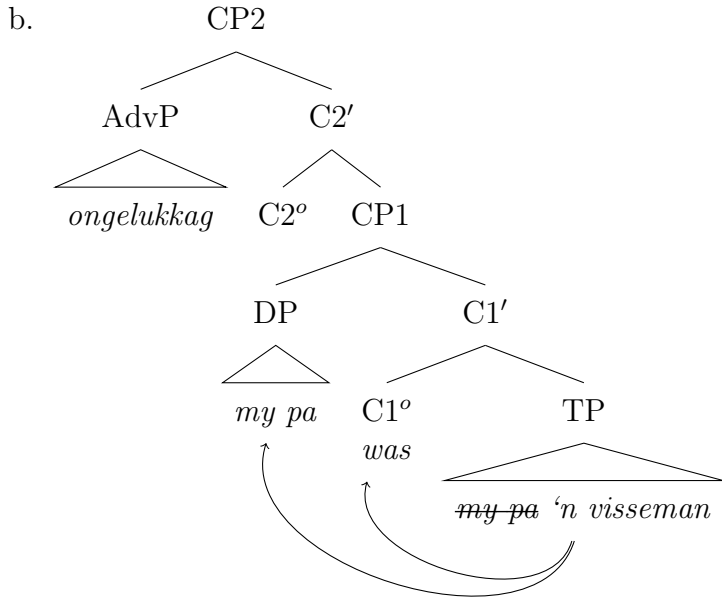 b.
CP2
AdvP C2′
ongelukkag C2ᵒ CP1
DP C1′
my pa C1ᵒ TP
was
my pa ‘n visseman